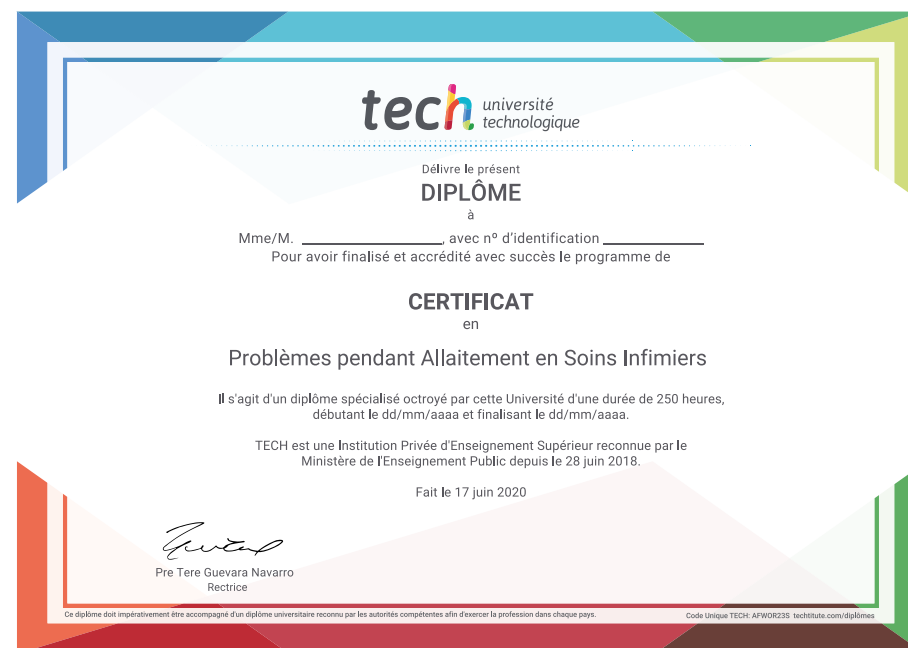 tech université
technologique
Délivre le présent
DIPLÔME
à
Mme/M. ____________________, avec nº d'identification ______________
Pour avoir finalisé et accrédité avec succès le programme de
CERTIFICAT
en
Problèmes pendant Allaitement en Soins Infimiers
Il s'agit d'un diplôme spécialisé octroyé par cette Université d'une durée de 250 heures,
débutant le dd/mm/aaaa et finalisant le dd/mm/aaaa.
TECH est une Institution Privée d'Enseignement Supérieur reconnue par le
Ministère de l'Enseignement Public depuis le 28 juin 2018.
Fait le 17 juin 2020
Pre Tere Guevara Navarro
Rectrice
Ce diplôme doit impérativement être accompagné d'un diplôme universitaire reconnu par les autorités compétentes afin d'exercer la profession dans chaque pays.
Code Unique TECH: AFWOR23S techtitute.com/diplômes